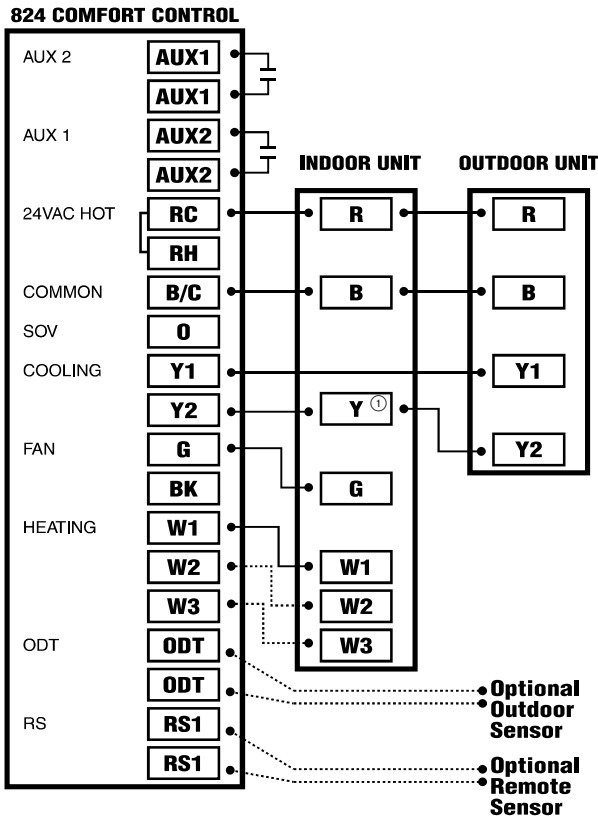 824 COMFORT CONTROL
AUX 2 AUX1
AUX1
AUX 1 AUX2
AUX2
INDOOR UNIT OUTDOOR UNIT
24VAC HOT RC R R
RH
COMMON B/C B B
SOV O
COOLING Y1 Y1
Y2 Y ①
Y2
FAN G
BK G
HEATING W1
W2 W1
W3 W2
W3
ODT ODT
ODT
Optional
Outdoor
Sensor
RS RS1
RS1
Optional
Remote
Sensor